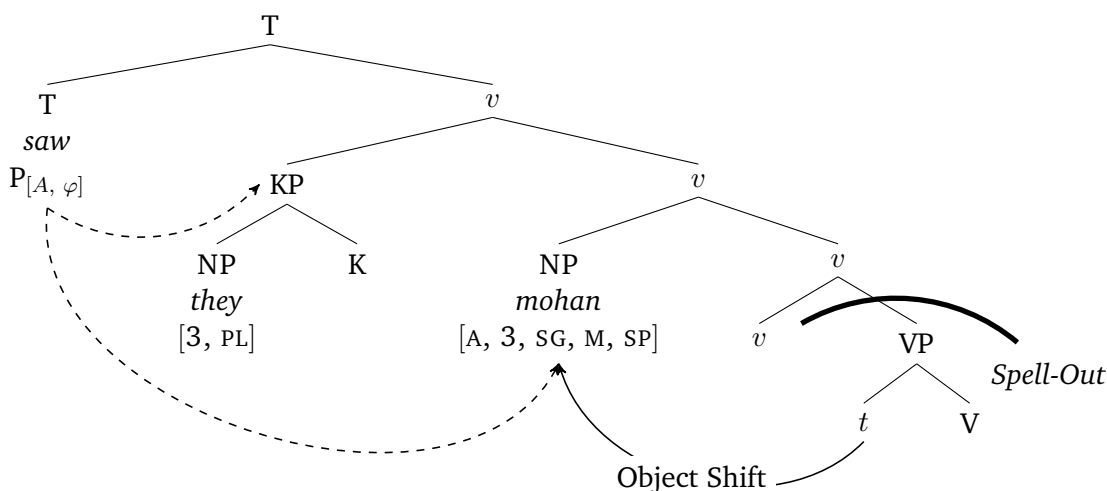 T
T
v
saw
P[A, φ]
KP
v
NP
K
NP
v
they
mohan
[3, PL]
[A, 3, SG, M, SP]
v
VP
Spell-Out
t
V
Object Shift